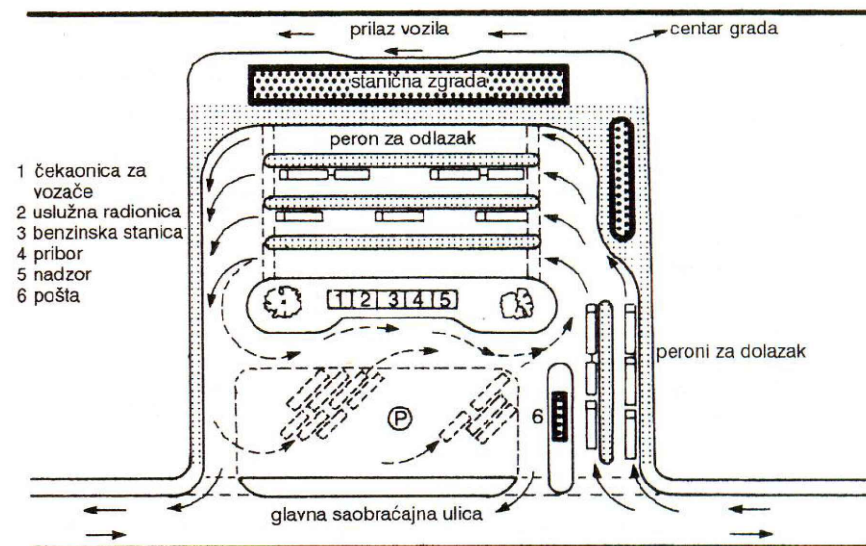 prilaz vozila
centar grada
stanična zgrada
peron za odlazak
1 čekaonica za
vozače
2 uslužna radionica
3 benzinska stanica
4 pribor
5 nadzor
6 pošta
1 2 3 4 5
peroni za dolazak
6
P
glavna saobraćajna ulica